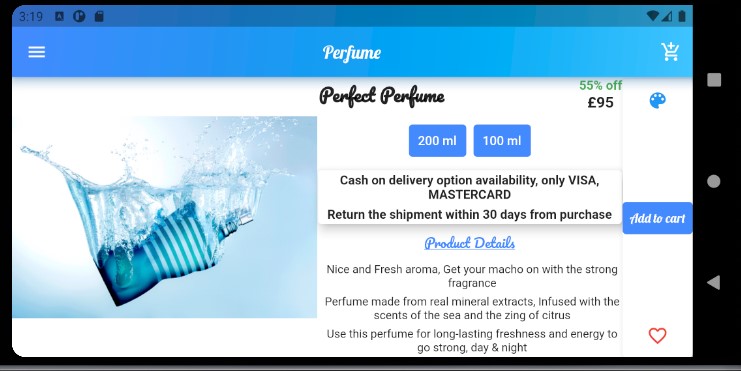 3:19
Perfume
Perfect Perfume
55% off
£95
200 ml
100 ml
Cash on delivery option availability, only VISA,
MASTERCARD
Return the shipment within 30 days from purchase
Add to cart
Product Details
Nice and Fresh aroma, Get your macho on with the strong
fragrance
Perfume made from real mineral extracts, Infused with the
scents of the sea and the zing of citrus
Use this perfume for long-lasting freshness and energy to
go strong, day & night